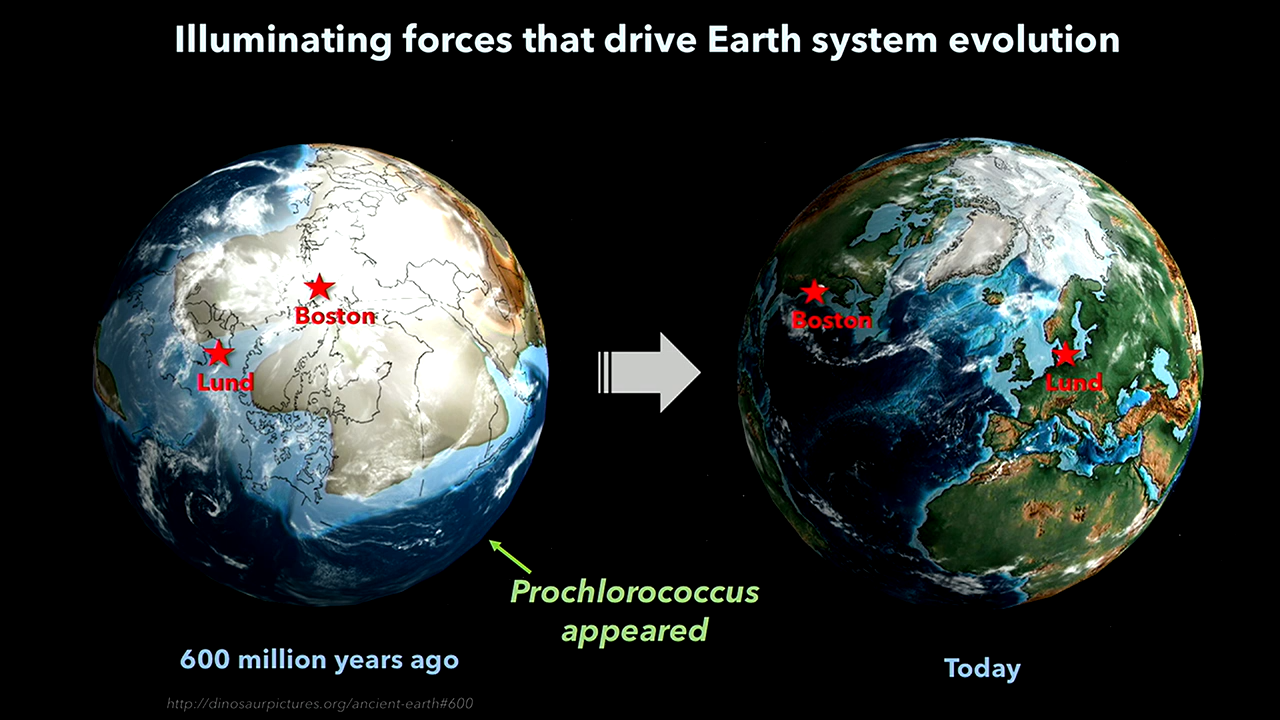 Illuminating forces that drive Earth system evolution
Boston
Lund
Boston
Lund
Prochlorococcus
appeared
600 million years ago
Today
http://dinosaurpictures.org/ancient-earth#600